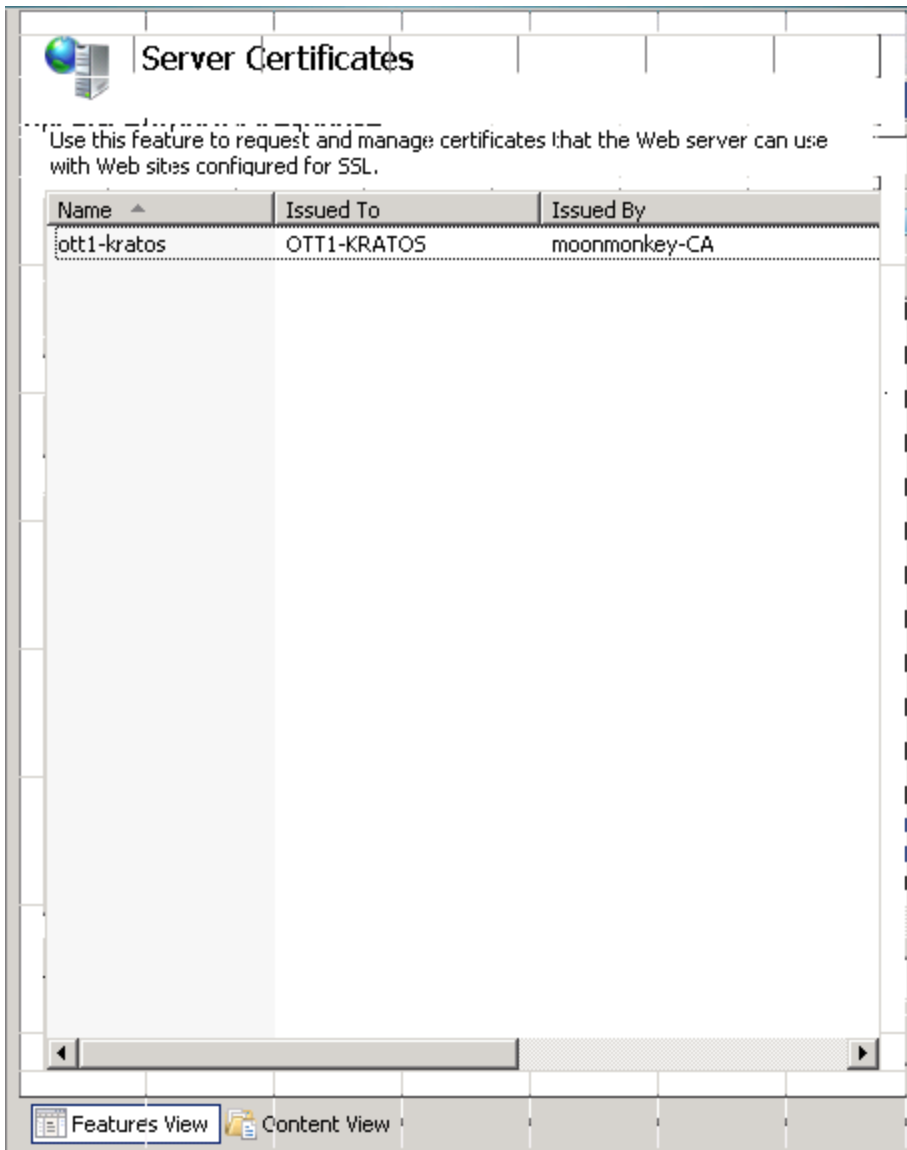 Server Certificates
Use this feature to request and manage certificates that the Web server can use
with Web sites configured for SSL.
Name Issued To Issued By
ott1-kratos OTT1-KRATOS moonmonkey-CA
Features View Content View